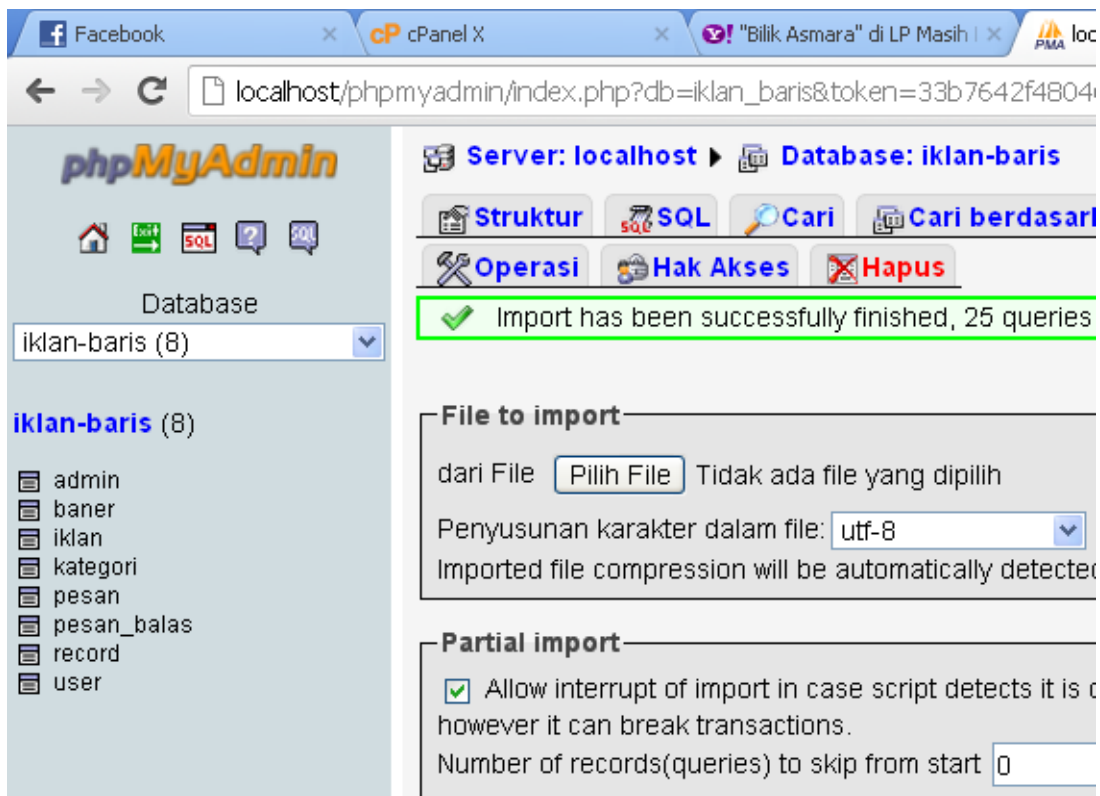 Facebook
cPanel X
"Bilik Asmara" di LP Masih
localhost/phpmyadmin/index.php?db=iklan_baris&token=33b7642f4804
phpMyAdmin
Server: localhost Database: iklan-baris
Struktur SQL Cari Cari berdasark
Operasi Hak Akses Hapus
Database
iklan-baris (8)
Import has been successfully finished, 25 queries
iklan-baris (8)
admin
baner
iklan
kategori
pesan
pesan_balas
record
user
File to import
dari File Pilih File Tidak ada file yang dipilih
Penyusunan karakter dalam file: utf-8
Imported file compression will be automatically detected
Partial import
Allow interrupt of import in case script detects it is
however it can break transactions.
Number of records(queries) to skip from start 0